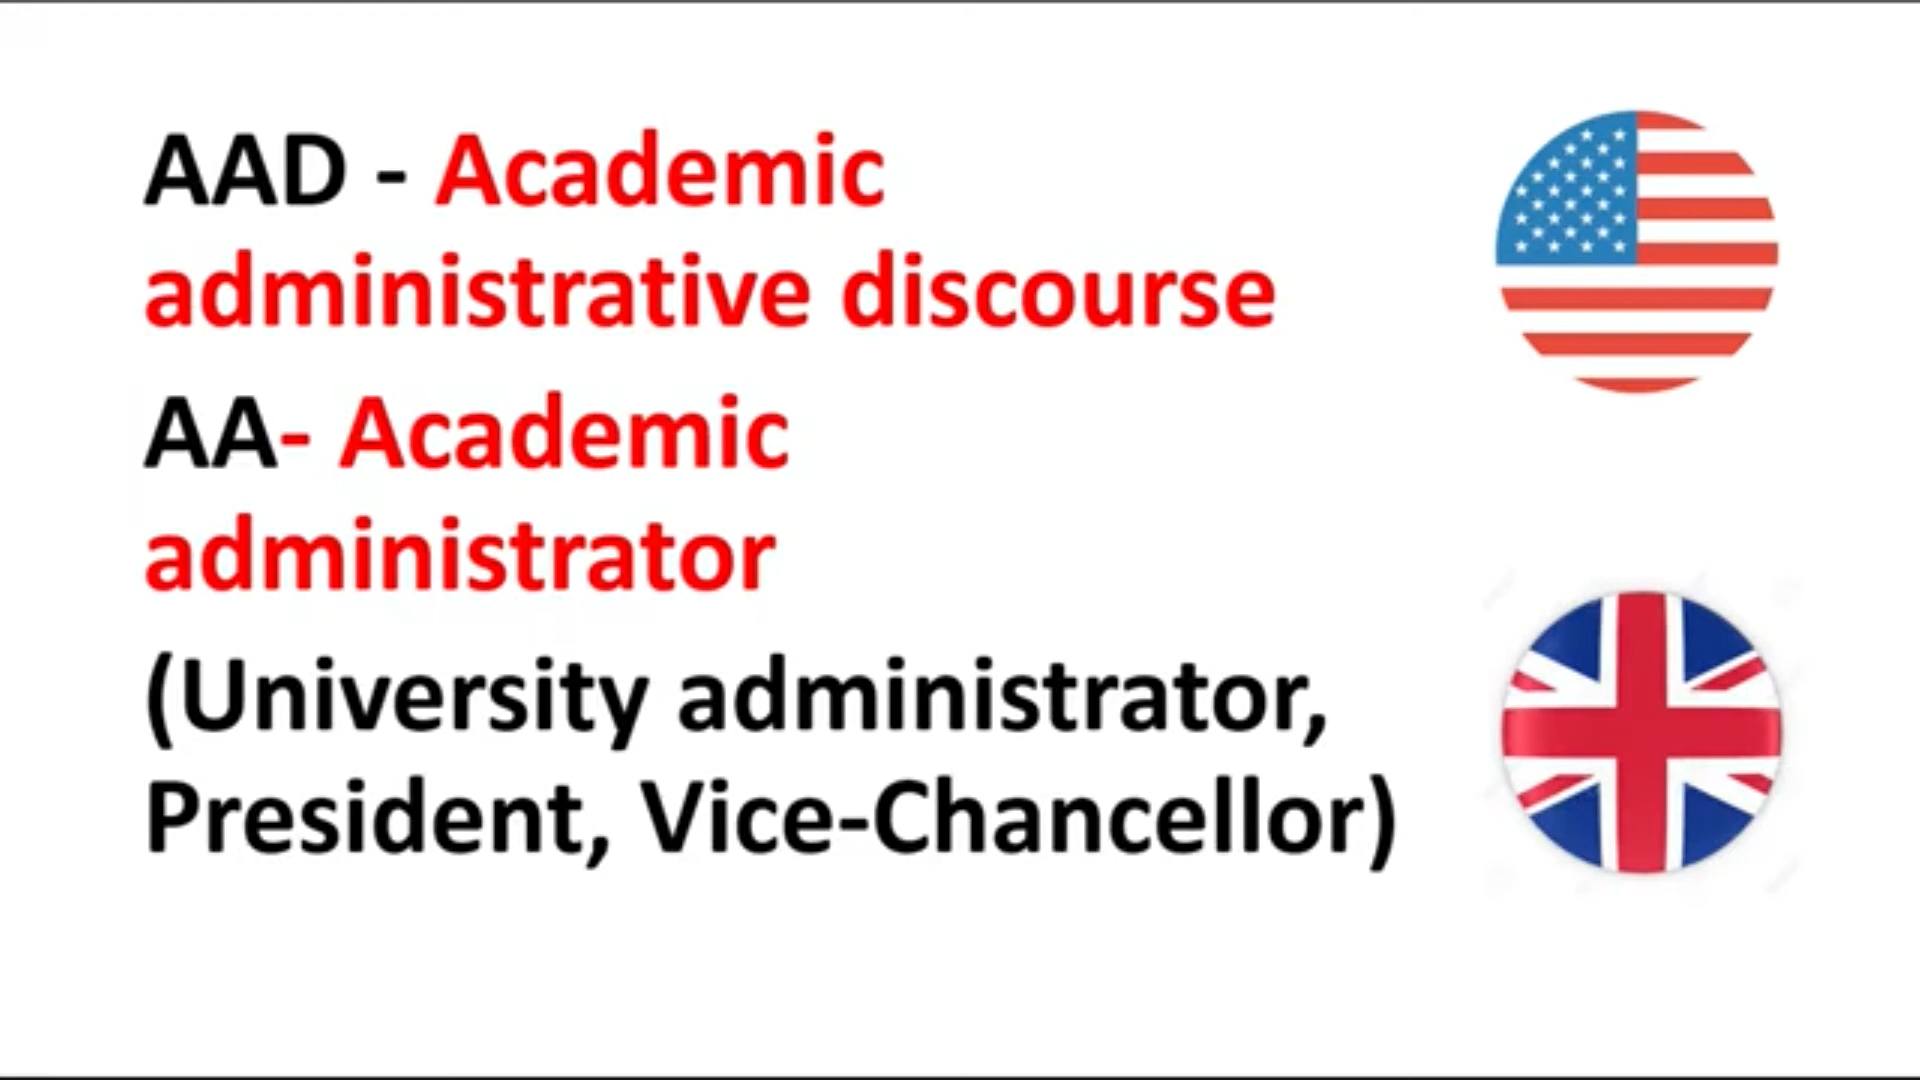 AAD - Academic
administrative discourse
AA- Academic
administrator
(University administrator,
President, Vice-Chancellor)